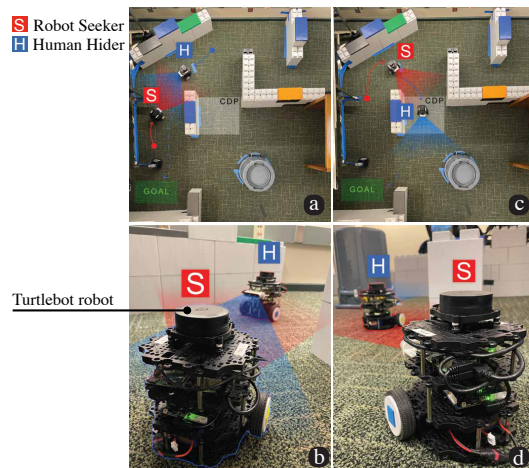 S Robot Seeker
H Human Hider
H
S
CDP
GOAL
a
S
H
CDP
GOAL
c
Turtlebot robot
S
H
b
H
S
d